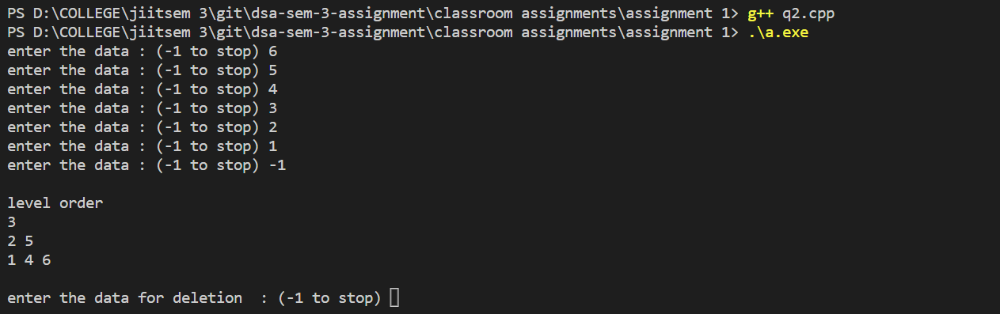 PS D:\COLLEGE\jiitsem 3\git\dsa-sem-3-assignment\classroom assignments\assignment 1> g++ q2.cpp
PS D:\COLLEGE\jiitsem 3\git\dsa-sem-3-assignment\classroom assignments\assignment 1> .\a.exe
enter the data : (-1 to stop) 6
enter the data : (-1 to stop) 5
enter the data : (-1 to stop) 4
enter the data : (-1 to stop) 3
enter the data : (-1 to stop) 2
enter the data : (-1 to stop) 1
enter the data : (-1 to stop) -1
level order
3
2 5
1 4 6
enter the data for deletion  : (-1 to stop)